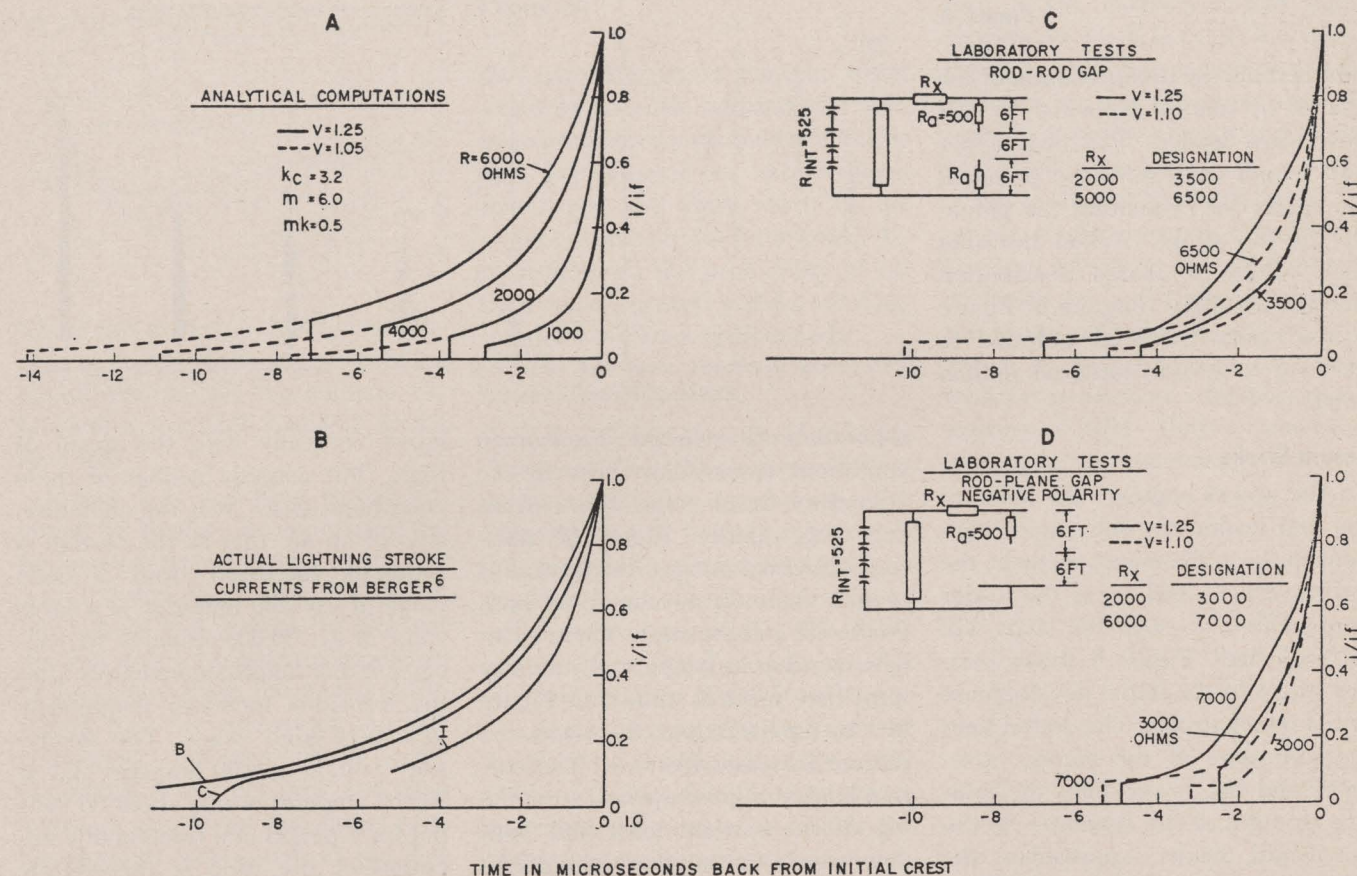 A
ANALYTICAL COMPUTATIONS
V=1.25
V=1.05
kC=3.2
m=6.0
mk=0.5
R=6000
OHMS
4000
2000
1000
1.0
0.8
0.6
0.4
0.2
0
i/if
-14 -12 -10 -8 -6 -4 -2 0
C
LABORATORY TESTS
ROD-ROD GAP
RX
Ra=500
RINT=525
Ra
6FT
6FT
6FT
V=1.25
V=1.10
RX DESIGNATION
2000 3500
5000 6500
6500
OHMS
3500
1.0
0.8
0.6
0.4
0.2
0
i/if
-10 -8 -6 -4 -2 0
B
ACTUAL LIGHTNING STROKE
CURRENTS FROM BERGER6
B
C
I
0.8
0.6
0.4
0.2
0
i/if
-10 -8 -6 -4 -2 0 1.0
D
LABORATORY TESTS
ROD-PLANE GAP
NEGATIVE POLARITY
RX
Ra=500
RINT=525
6FT
6FT
V=1.25
V=1.10
RX DESIGNATION
2000 3000
6000 7000
7000
3000
OHMS
3000
7000
1.0
0.8
0.6
0.4
0.2
0
i/if
-10 -8 -6 -4 -2 0
TIME IN MICROSECONDS BACK FROM INITIAL CREST